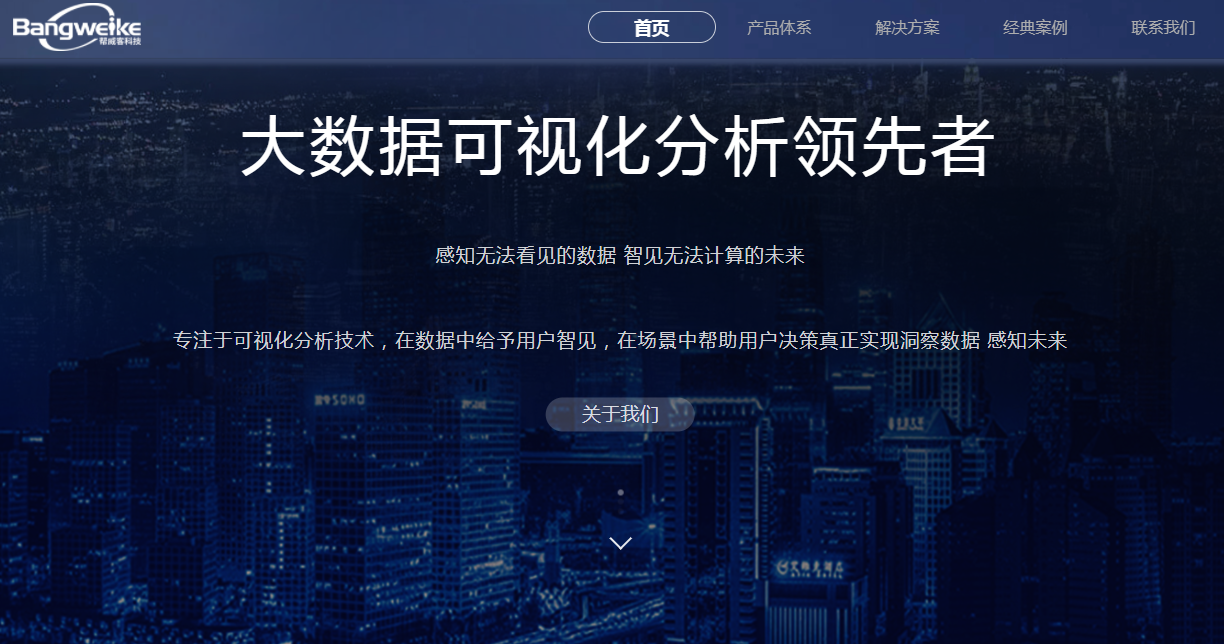 Bangweike
帮威客科技
首页
产品体系
解决方案
经典案例
联系我们
大数据可视化分析领先者
感知无法看见的数据 智见无法计算的未来
专注于可视化分析技术，在数据中给予用户智见，在场景中帮助用户决策真正实现洞察数据 感知未来
关于我们
SOHO